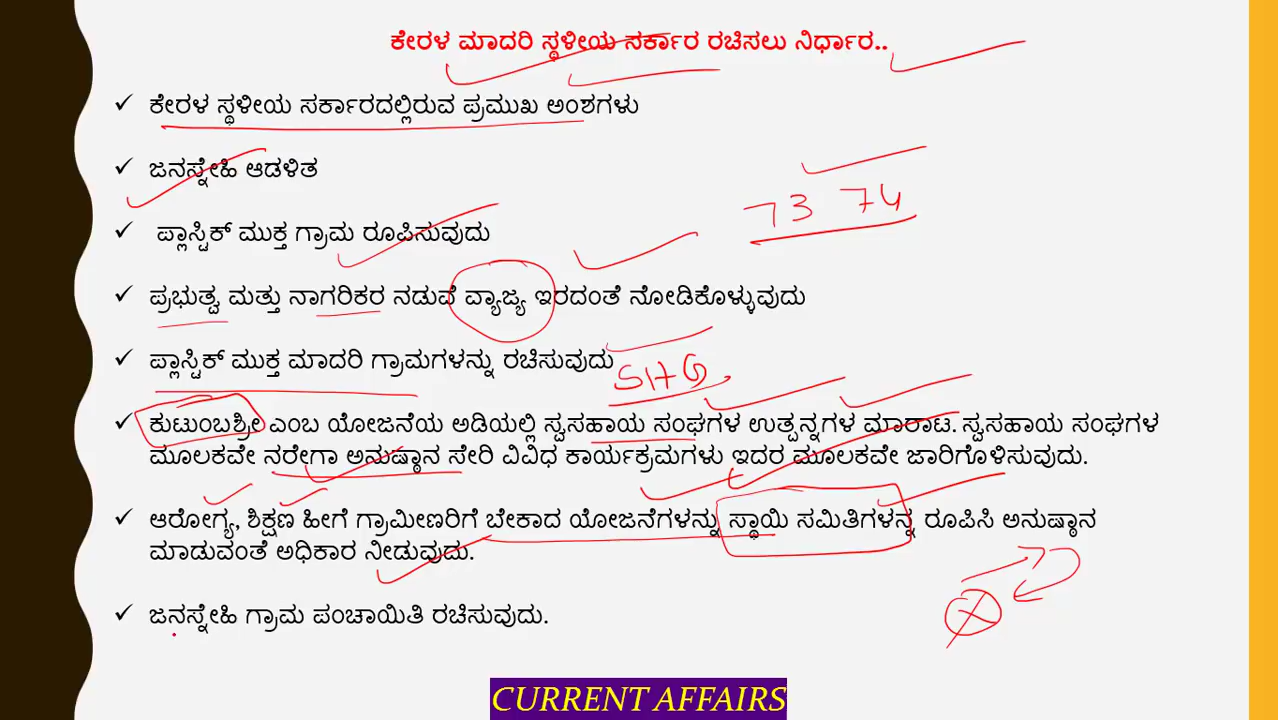 ಕೇರಳ ಮಾದರಿ ಸ್ಥಳೀಯ ಸರ್ಕಾರ ರಚಿಸಲು ನಿರ್ಧಾರ..
✓ ಕೇರಳ ಸ್ಥಳೀಯ ಸರ್ಕಾರದಲ್ಲಿರುವ ಪ್ರಮುಖ ಅಂಶಗಳು
✓ ಜನಸ್ನೇಹಿ ಆಡಳಿತ
73 74
✓ ಪ್ಲಾಸ್ಟಿಕ್ ಮುಕ್ತ ಗ್ರಾಮ ರೂಪಿಸುವುದು
✓ ಪ್ರಭುತ್ವ ಮತ್ತು ನಾಗರಿಕರ ನಡುವೆ ವ್ಯಾಜ್ಯ ಇರದಂತೆ ನೋಡಿಕೊಳ್ಳುವುದು
✓ ಪ್ಲಾಸ್ಟಿಕ್ ಮುಕ್ತ ಮಾದರಿ ಗ್ರಾಮಗಳನ್ನು ರಚಿಸುವುದು
✓ ಕುಟುಂಬಶ್ರೀ ಎಂಬ ಯೋಜನೆಯ ಅಡಿಯಲ್ಲಿ ಸ್ವಸಹಾಯ ಸಂಘಗಳ ಉತ್ಪನ್ನಗಳ ಮಾರಾಟ. ಸ್ವಸಹಾಯ ಸಂಘಗಳ
ಮೂಲಕವೇ ನರೇಗಾ ಅನುಷ್ಠಾನ ಸೇರಿ ವಿವಿಧ ಕಾರ್ಯಕ್ರಮಗಳು ಇದರ ಮೂಲಕವೇ ಜಾರಿಗೊಳಿಸುವುದು.
✓ ಆರೋಗ್ಯ, ಶಿಕ್ಷಣ ಹೀಗೆ ಗ್ರಾಮೀಣರಿಗೆ ಬೇಕಾದ ಯೋಜನೆಗಳನ್ನು ಸ್ಥಾಯಿ ಸಮಿತಿಗಳನ್ನ ರೂಪಿಸಿ ಅನುಷ್ಠಾನ
ಮಾಡುವಂತೆ ಅಧಿಕಾರ ನೀಡುವುದು.
✓ ಜನಸ್ನೇಹಿ ಗ್ರಾಮ ಪಂಚಾಯಿತಿ ರಚಿಸುವುದು.
CURRENT AFFAIRS